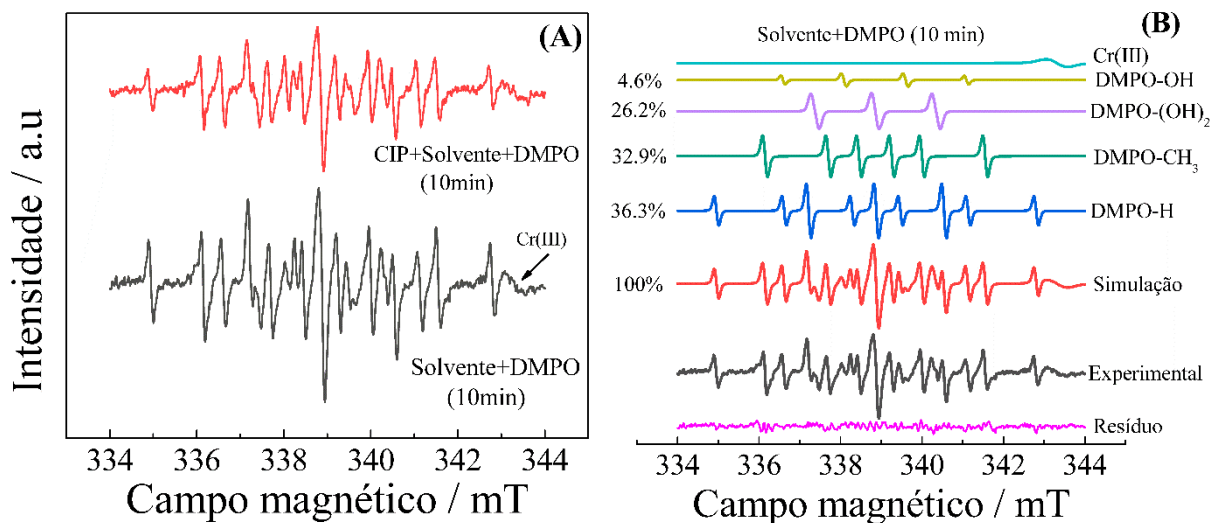 (A)
CIP+Solvente+DMPO
(10min)
Cr(III)
Solvente+DMPO
(10min)
Intensidade / a.u
334 336 338 340 342 344
Campo magnético / mT
(B)
Solvente+DMPO (10 min)
Cr(III)
4.6% DMPO-OH
26.2% DMPO-(OH)₂
32.9% DMPO-CH₃
36.3% DMPO-H
100% Simulação
Experimental
Resíduo
334 336 338 340 342 344
Campo magnético / mT